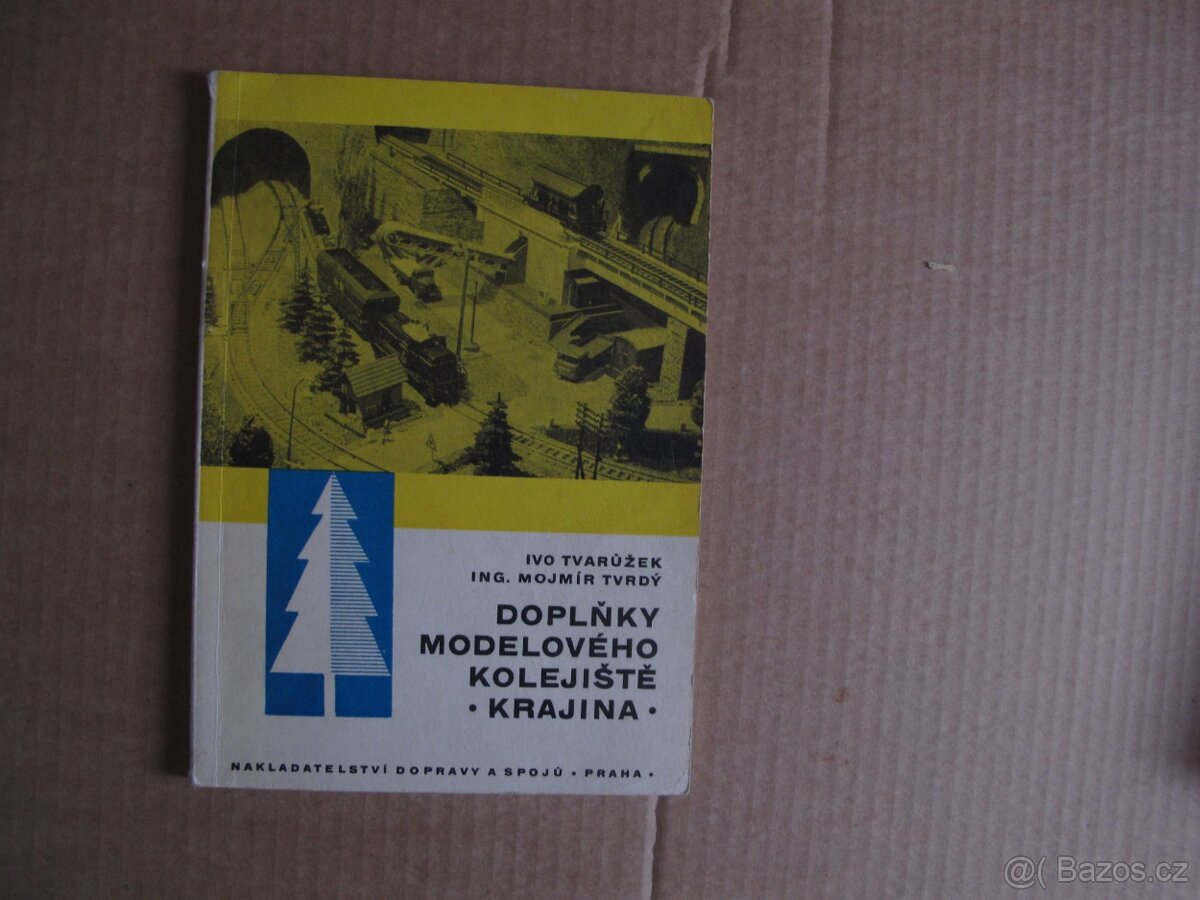 IVO TVARŮŽEK
ING. MOJMÍR TVRDÝ
DOPLŇKY
MODELOVÉHO
KOLEJIŠTĚ
• KRAJINA •
NAKLADATELSTVÍ DOPRAVY A SPOJŮ • PRAHA •
@( Bazos.cz